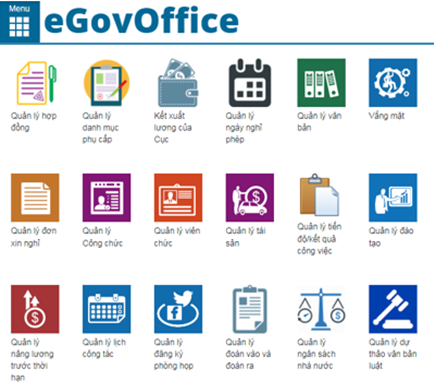 Menu
eGovOffice
Quản lý hợp
đồng
Quản lý
danh mục
phụ cấp
Kết xuất
lương của
Cục
Quản lý
ngày nghỉ
phép
Quản lý văn
bản
Vắng mặt
Quản lý đơn
xin nghỉ
Quản lý
Công chức
Quản lý viên
chức
Quản lý tài
sản
Quản lý tiến
độ/kết quả
công việc
Quản lý đào
tạo
Quản lý
nâng lương
trước thời
hạn
Quản lý lịch
công tác
Quản lý
đăng ký
phòng họp
Quản lý
đoàn vào và
đoàn ra
Quản lý
ngân sách
nhà nước
Quản lý dự
thảo văn bản
luật